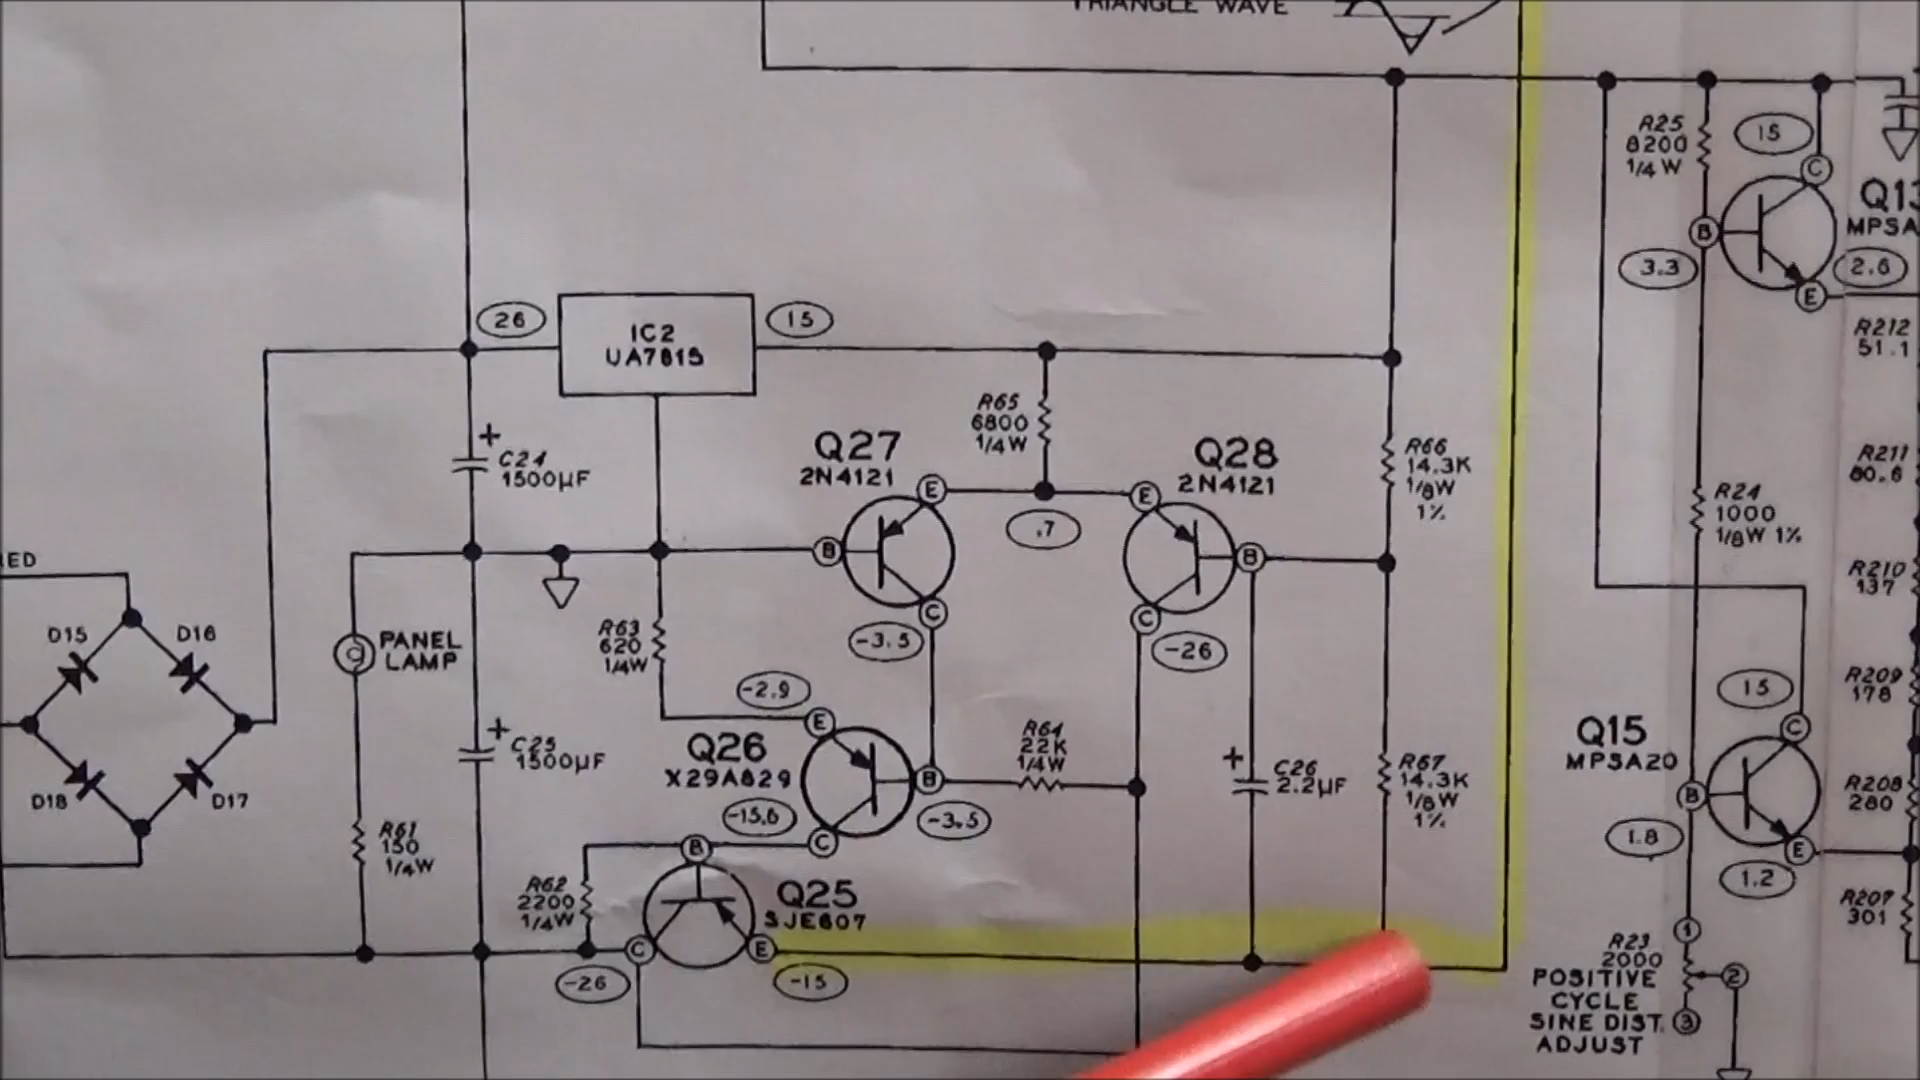 TRIANGLE WAVE
R25
8200
1/4 W
15
C
Q13
MPSA
B
3.3
2.6
E
26
IC2
UA7815
15
R212
51.1
R65
6800
1/4W
+
C24
1500µF
Q27
2N4121
E
Q28
2N4121
E
R66
14.3K
1/8W
1%
R211
80.6
R24
1000
1/8W 1%
.7
B
B
ED
R210
137
D15
D16
PANEL
LAMP
R63
620
1/4W
C
-3.5
C
-26
R209
178
-2.9
E
15
C
+
C25
1500µF
Q26
X29A829
R64
22K
1/4W
B
Q15
MPSA20
+
C26
2.2µF
R67
14.3K
1/8W
1%
R208
280
D18
D17
-15.6
-3.5
C
B
B
1.8
E
R61
150
1/4W
R62
2200
1/4W
Q25
SJE607
1.2
R207
301
C
E
-26
-15
1
R23
2000
POSITIVE
CYCLE
SINE DIST.
ADJUST
2
3